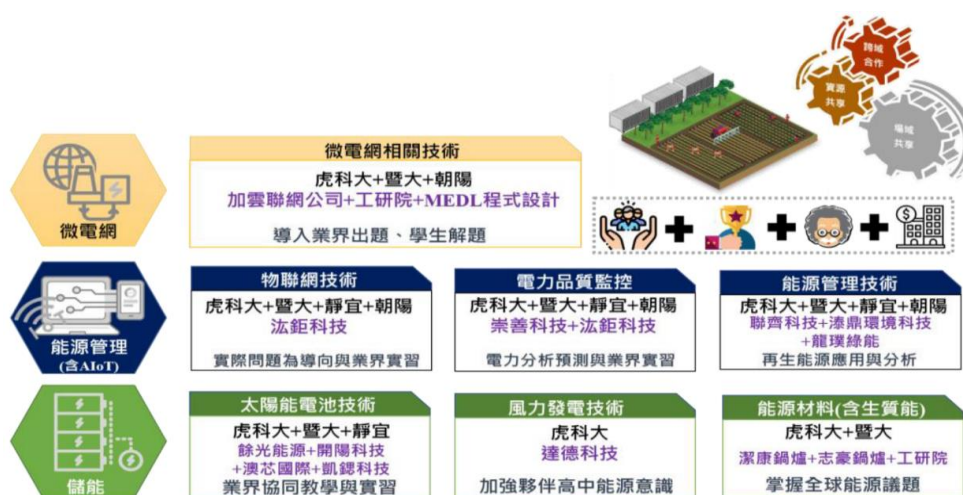 跨域
合作
資源
共享
場域
共享
微電網
微電網相關技術
虎科大+暨大+朝陽
加雲聯網公司+工研院+MEDL程式設計
導入業界出題、學生解題
能源管理
(含AIoT)
物聯網技術
虎科大+暨大+靜宜+朝陽
汯鉅科技
實際問題為導向與業界實習
電力品質監控
虎科大+暨大+靜宜+朝陽
崇善科技+汯鉅科技
電力分析預測與業界實習
能源管理技術
虎科大+暨大+靜宜+朝陽
聯齊科技+溙鼎環境科技
+龍璞綠能
再生能源應用與分析
儲能
太陽能電池技術
虎科大+暨大+靜宜
餘光能源+開陽科技
+澳芯國際+凱鍶科技
業界協同教學與實習
風力發電技術
虎科大
達德科技
加強夥伴高中能源意識
能源材料(含生質能)
虎科大+暨大
潔康鍋爐+志豪鍋爐+工研院
掌握全球能源議題